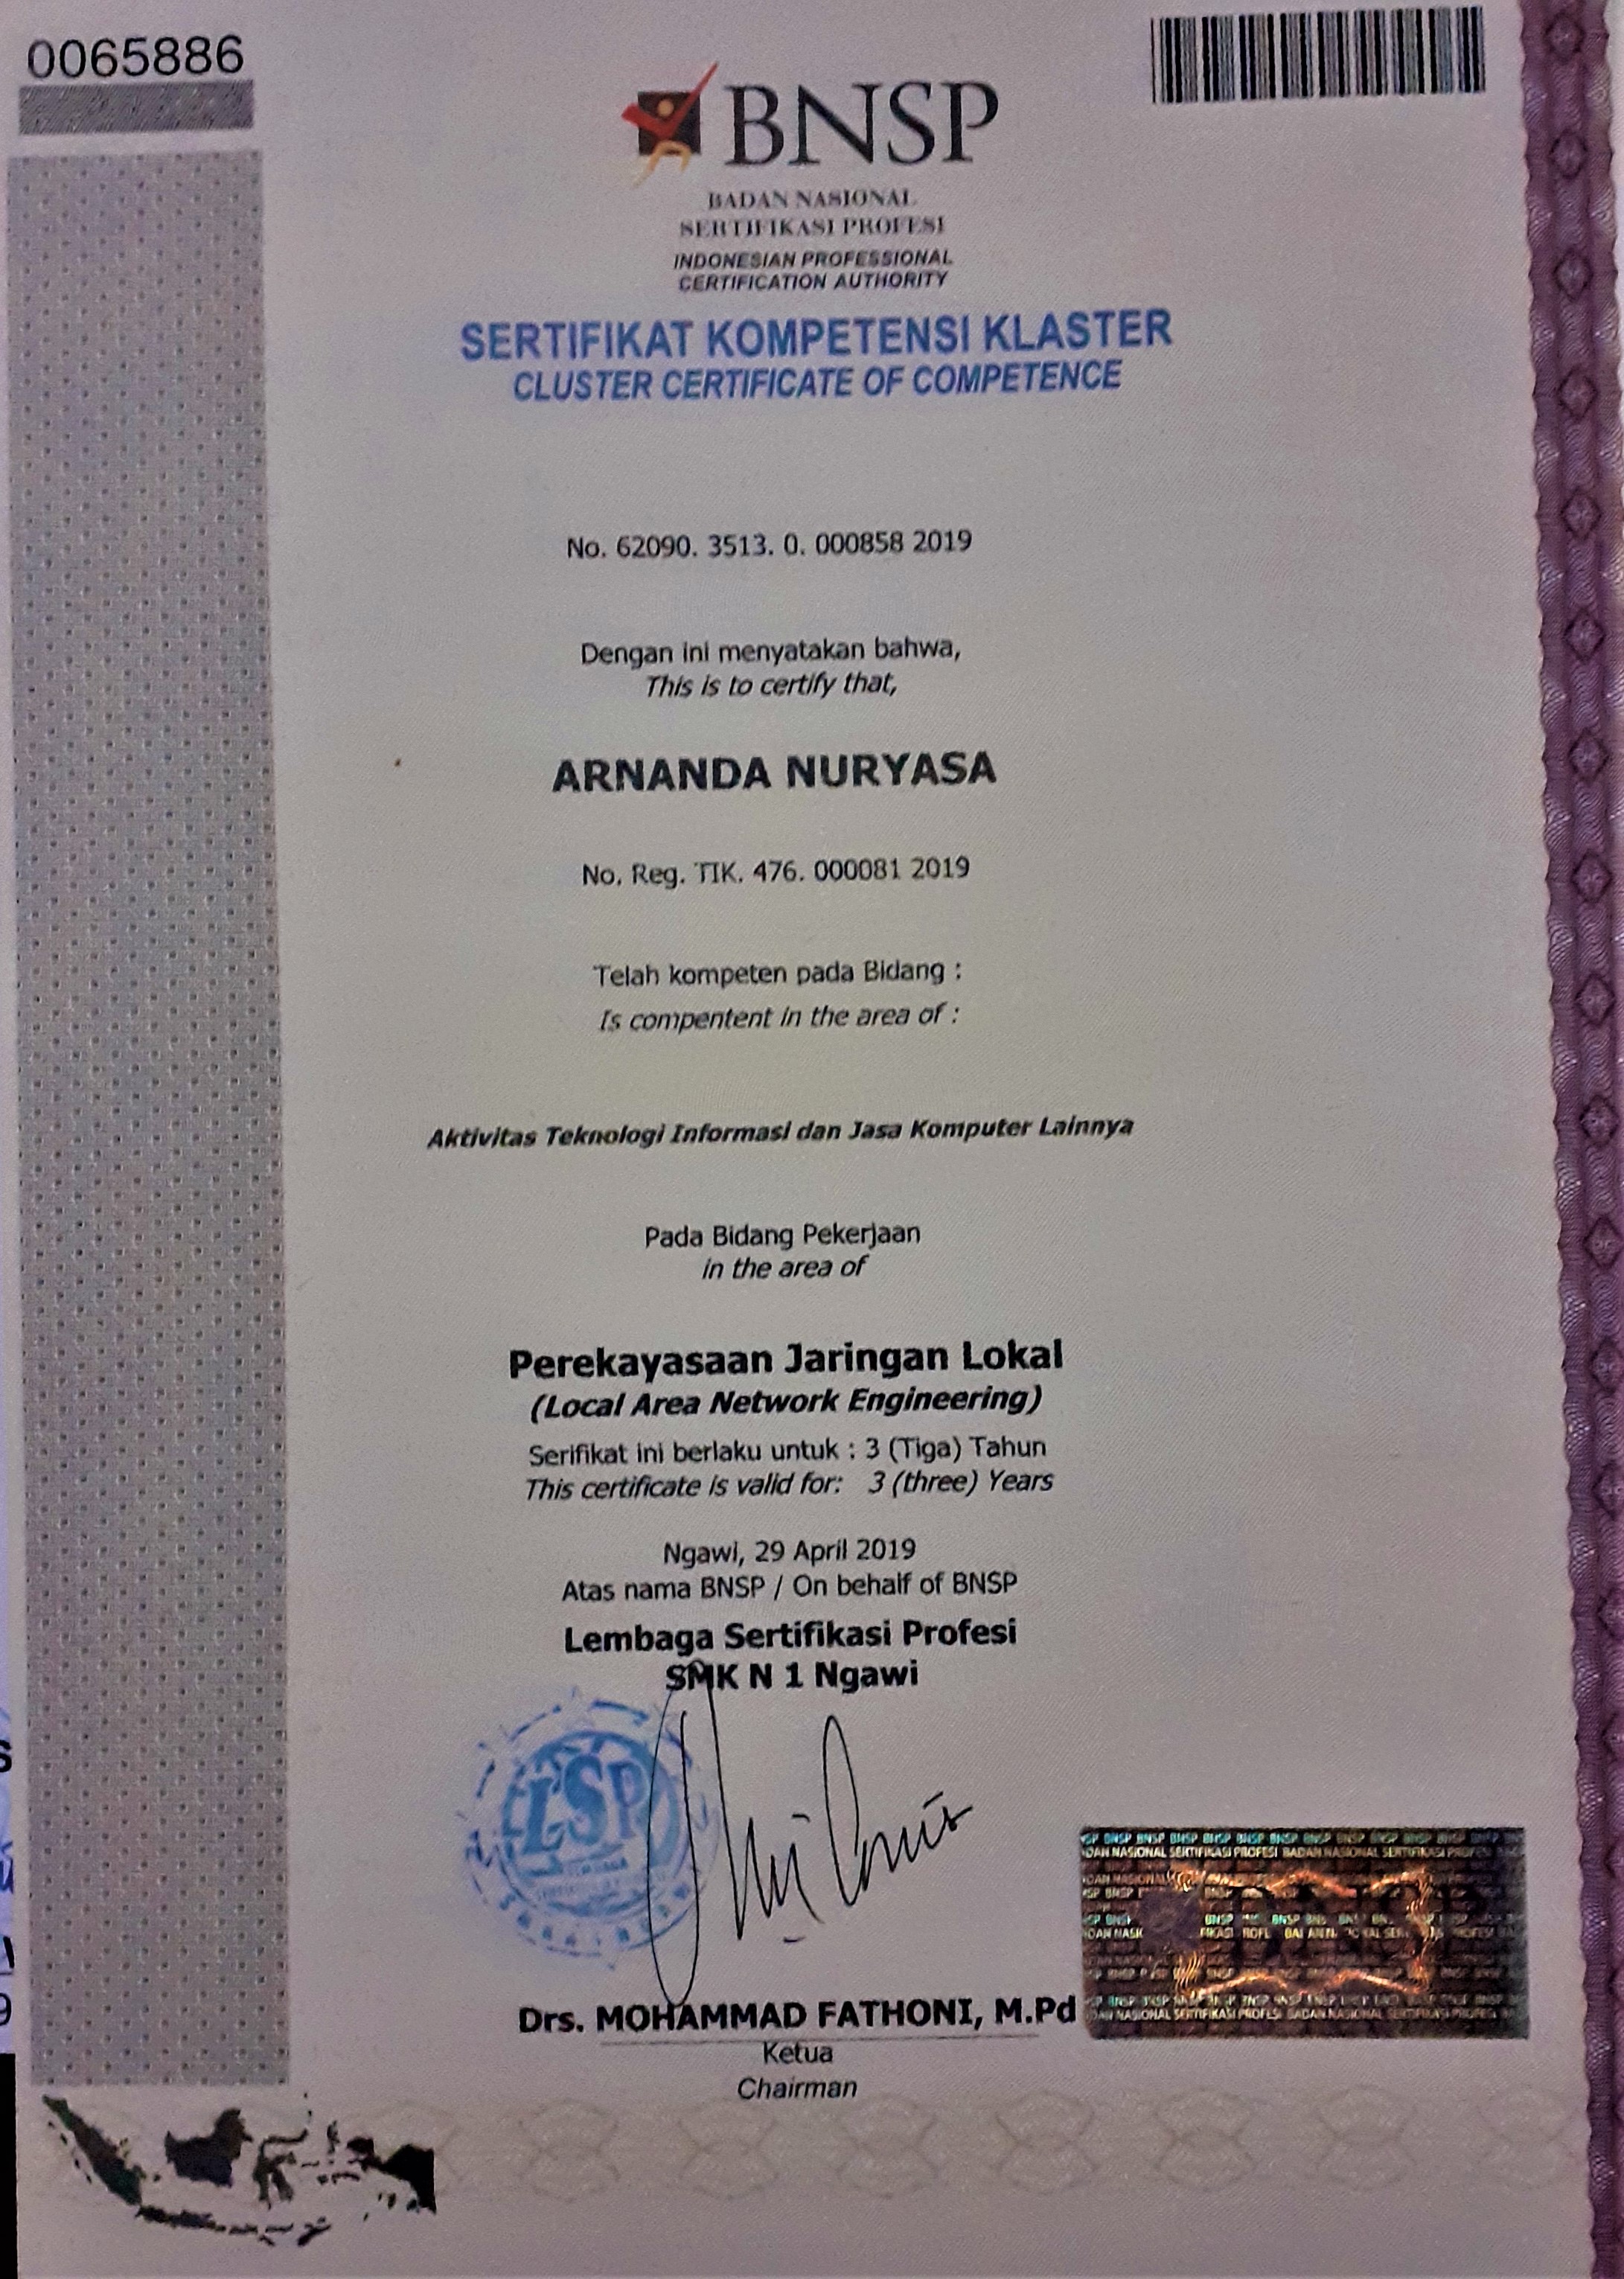 0065886
BNSP
BADAN NASIONAL
SERTIFIKASI PROFESI
INDONESIAN PROFESSIONAL
CERTIFICATION AUTHORITY
SERTIFIKAT KOMPETENSI KLASTER
CLUSTER CERTIFICATE OF COMPETENCE
No. 62090. 3513. 0. 000858 2019
Dengan ini menyatakan bahwa,
This is to certify that,
ARNANDA NURYASA
No. Reg. TIK. 476. 000081 2019
Telah kompeten pada Bidang :
Is compentent in the area of :
Aktivitas Teknologi Informasi dan Jasa Komputer Lainnya
Pada Bidang Pekerjaan
in the area of
Perekayasaan Jaringan Lokal
(Local Area Network Engineering)
Serifikat ini berlaku untuk : 3 (Tiga) Tahun
This certificate is valid for: 3 (three) Years
Ngawi, 29 April 2019
Atas nama BNSP / On behalf of BNSP
Lembaga Sertifikasi Profesi
SMK N 1 Ngawi
LSP
BNSP BNSP BNSP BNSP BNSP BNSP BNSP BNSP
BADAN NASIONAL SERTIFIKASI PROFESI
Drs. MOHAMMAD FATHONI, M.Pd
Ketua
Chairman